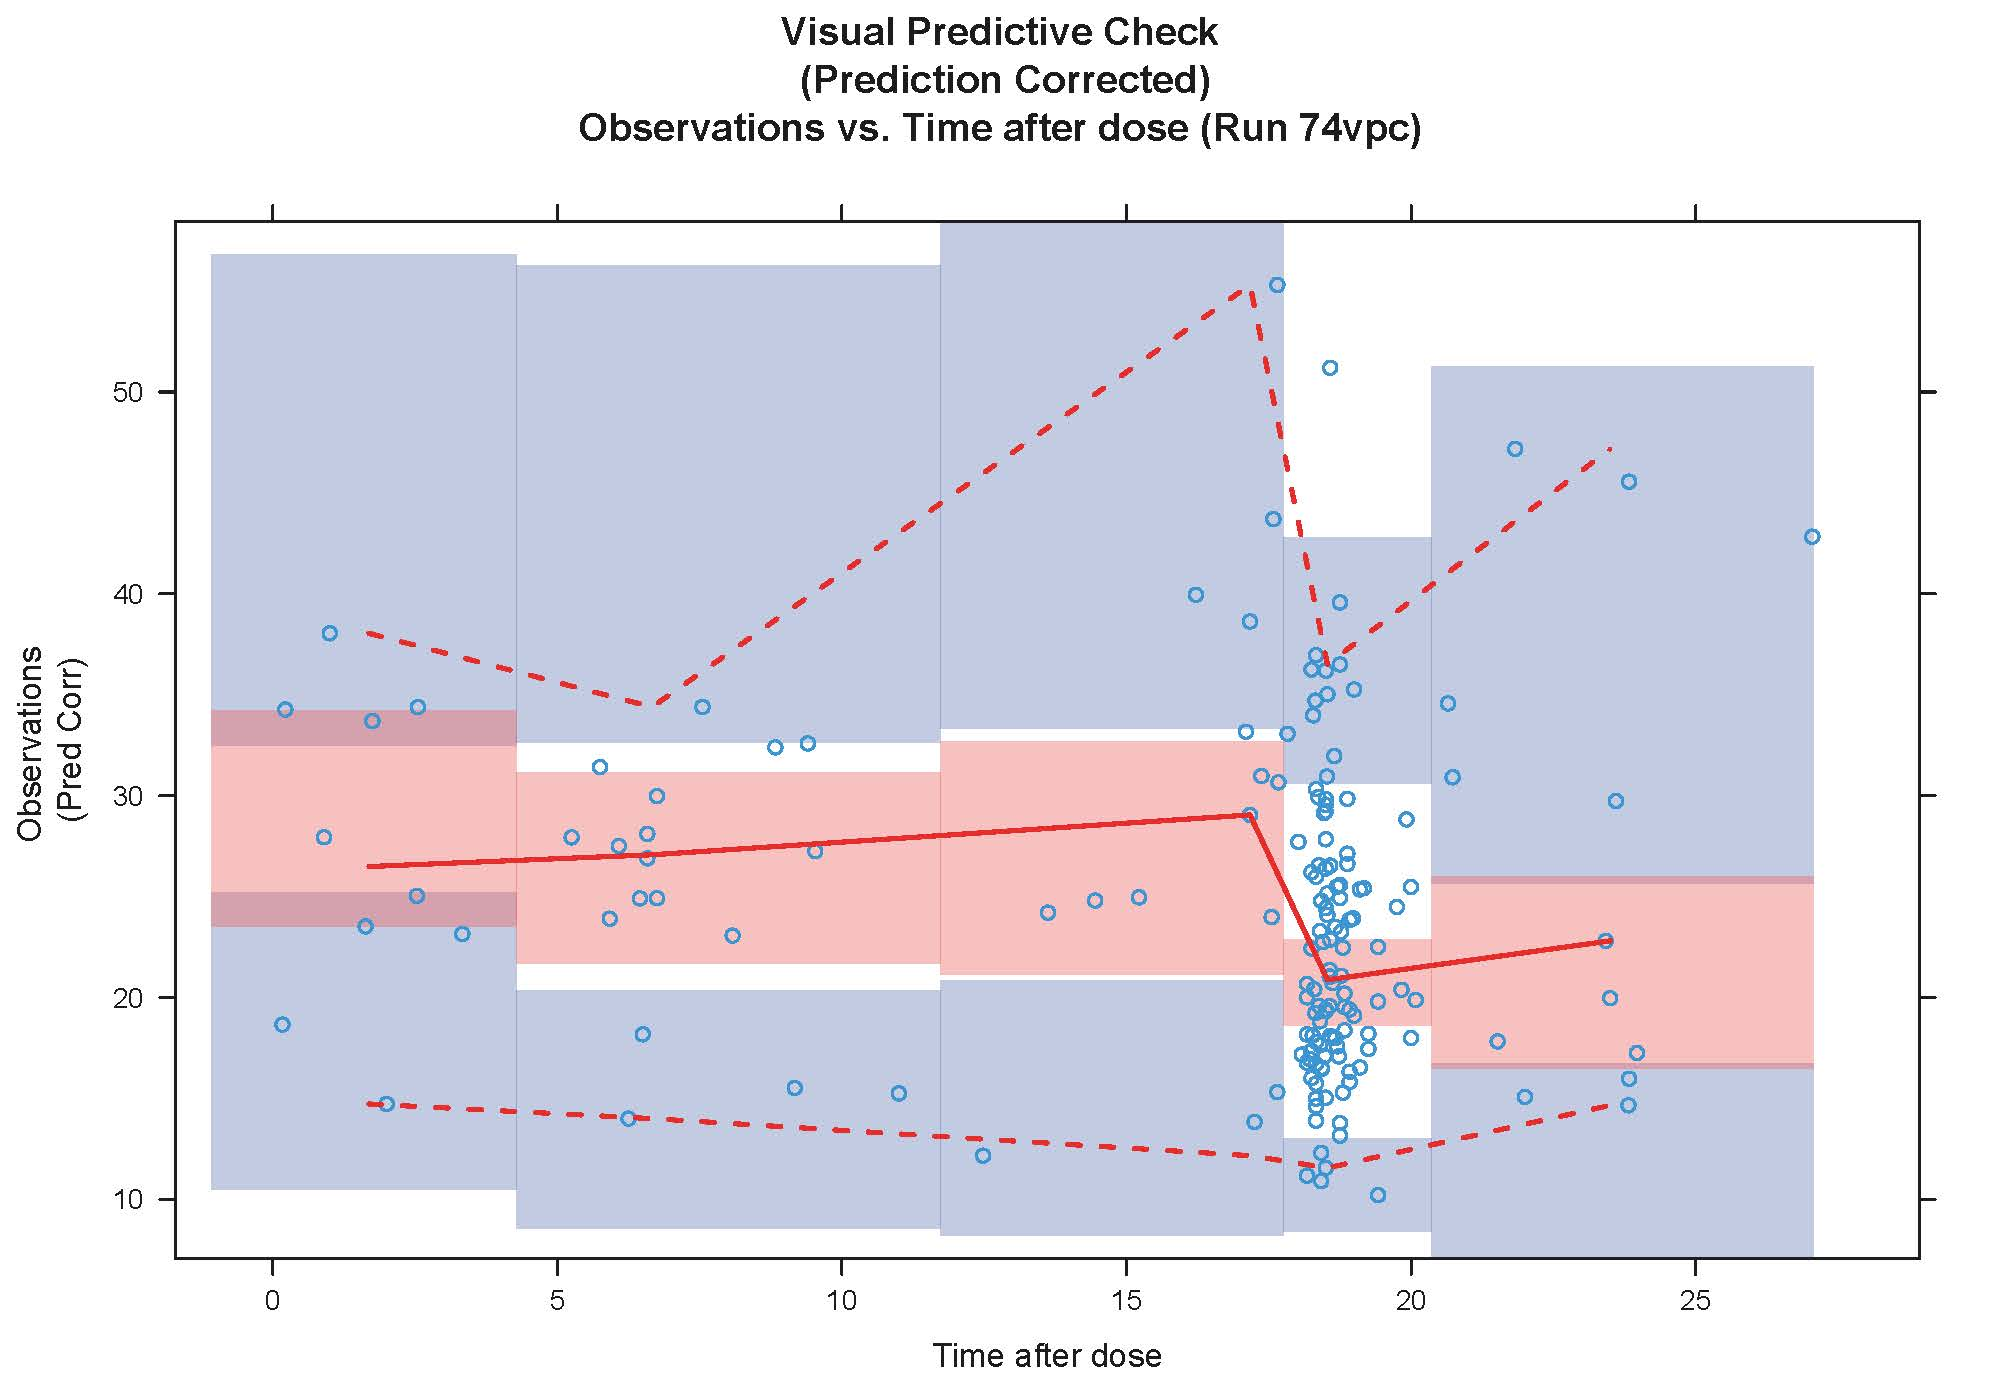 Visual Predictive Check
(Prediction Corrected)
Observations vs. Time after dose (Run 74vpc)
Observations
(Pred Corr)
50
40
30
20
10
0 5 10 15 20 25
Time after dose